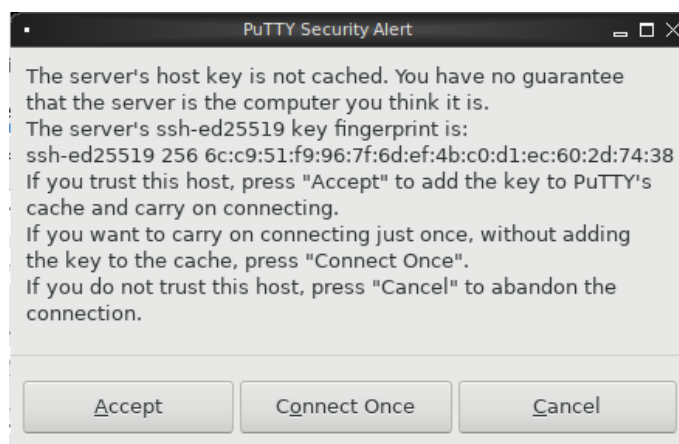 PuTTY Security Alert
The server's host key is not cached. You have no guarantee
that the server is the computer you think it is.
The server's ssh-ed25519 key fingerprint is:
ssh-ed25519 256 6c:c9:51:f9:96:7f:6d:ef:4b:c0:d1:ec:60:2d:74:38
If you trust this host, press "Accept" to add the key to PuTTY's
cache and carry on connecting.
If you want to carry on connecting just once, without adding
the key to the cache, press "Connect Once".
If you do not trust this host, press "Cancel" to abandon the
connection.
Accept
Connect Once
Cancel